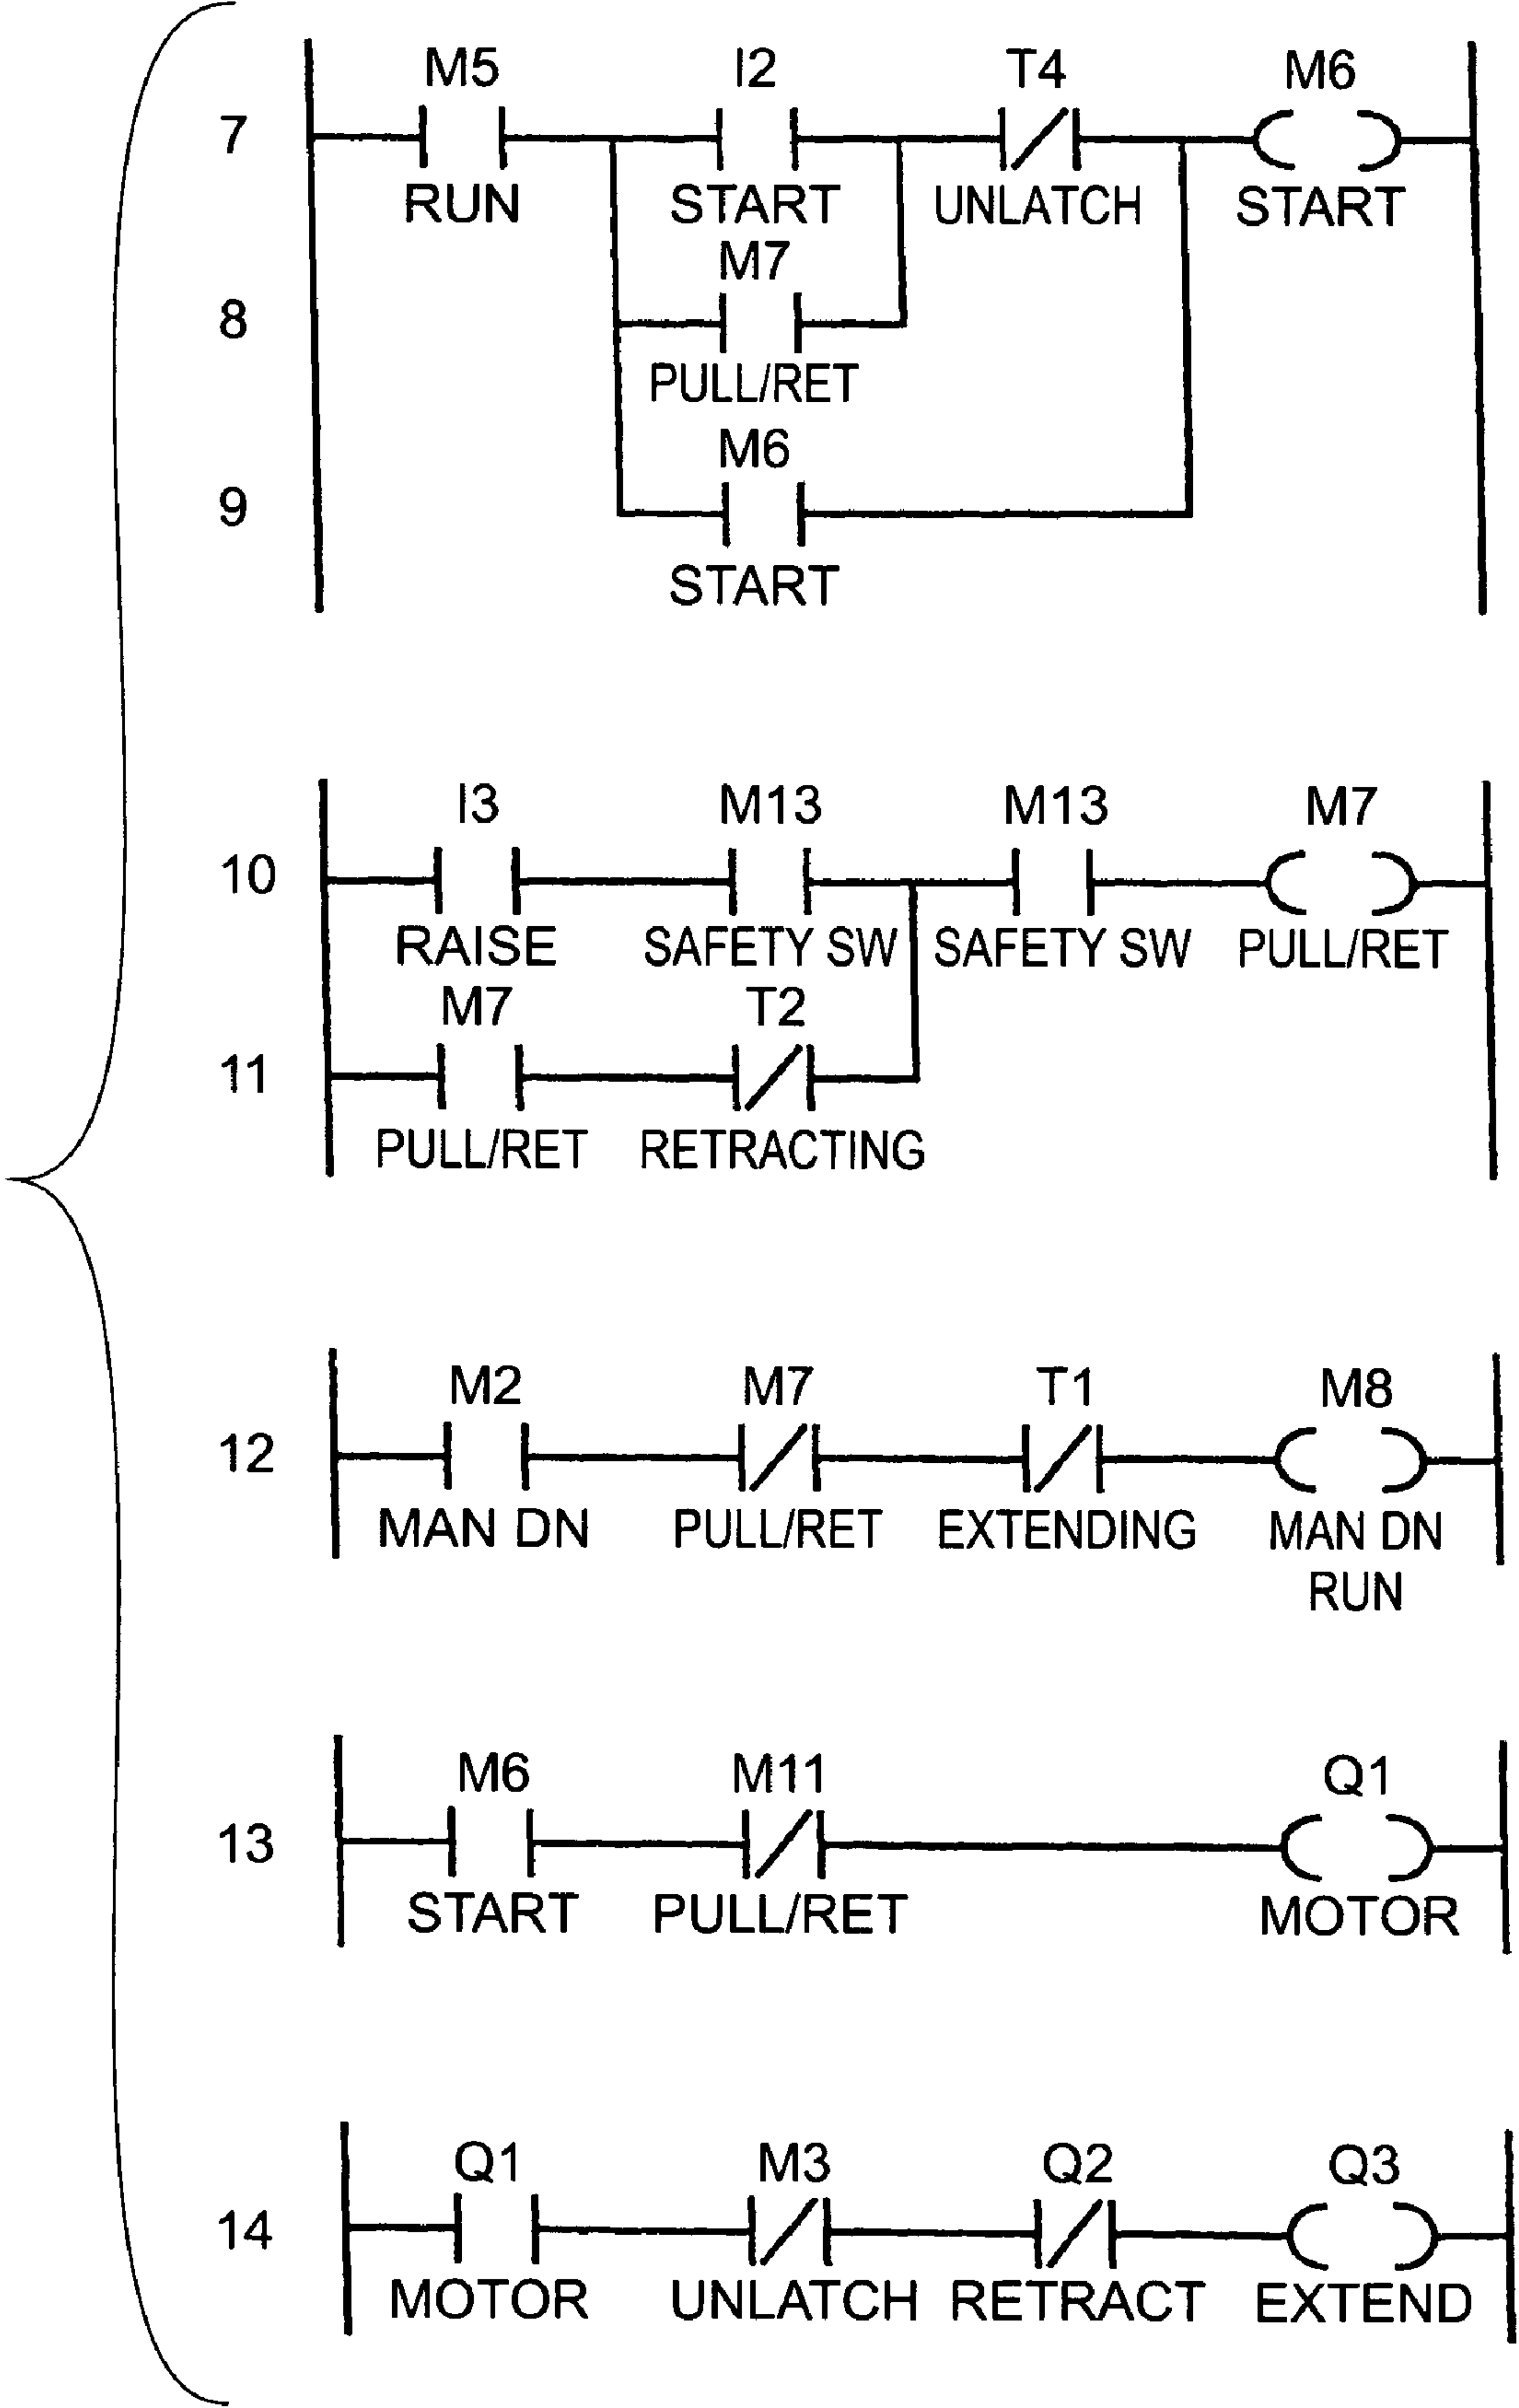 M5 I2 T4 M6
7
RUN START UNLATCH START
M7
8
PULL/RET
M6
9
START
I3 M13 M13 M7
10
RAISE SAFETY SW SAFETY SW PULL/RET
M7 T2
11
PULL/RET RETRACTING
M2 M7 T1 M8
12
MAN DN PULL/RET EXTENDING MAN DN
RUN
M6 M11 Q1
13
START PULL/RET MOTOR
Q1 M3 Q2 Q3
14
MOTOR UNLATCH RETRACT EXTEND